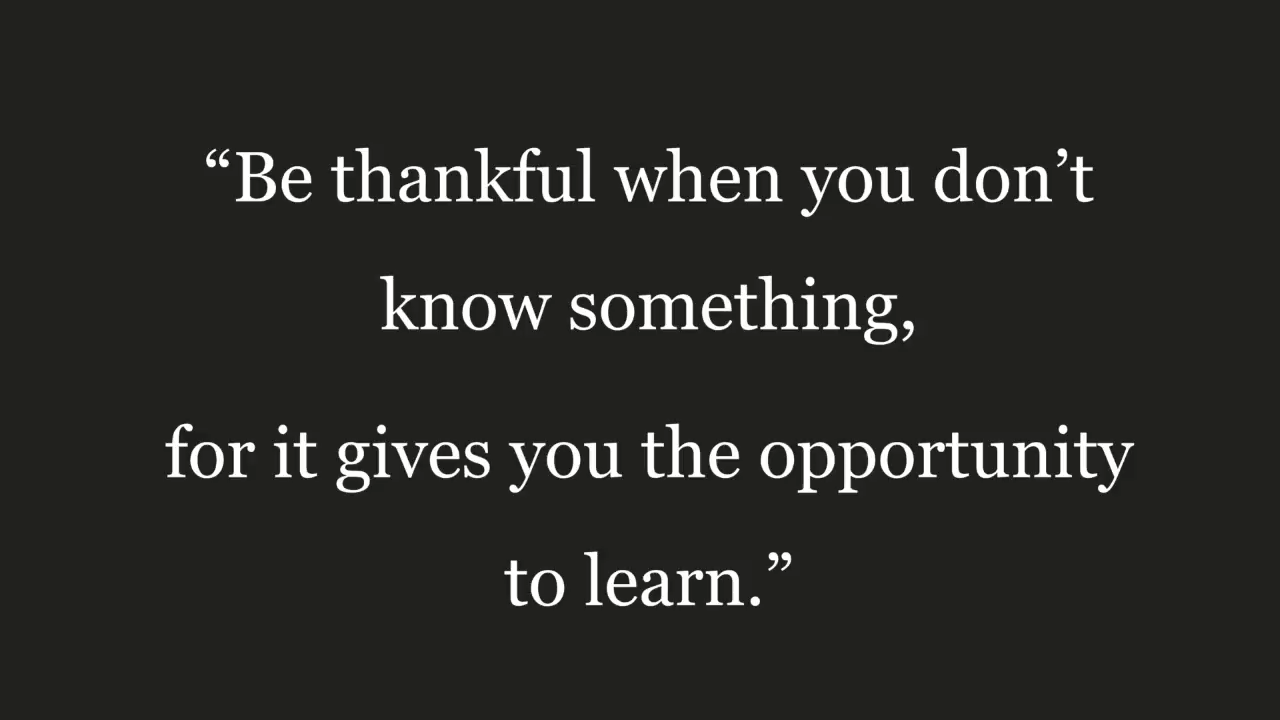 “Be thankful when you don’t
know something,
for it gives you the opportunity
to learn.”